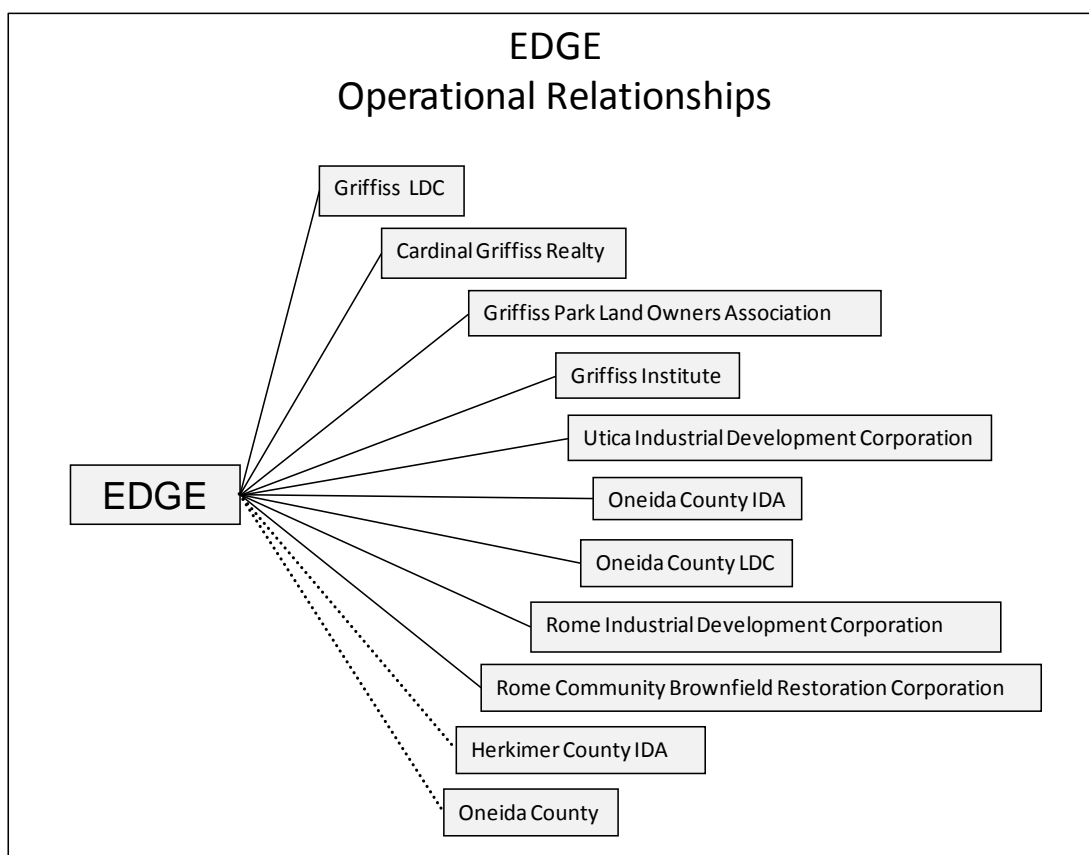 EDGE
Operational Relationships
Griffiss LDC
Cardinal Griffiss Realty
Griffiss Park Land Owners Association
Griffiss Institute
Utica Industrial Development Corporation
EDGE
Oneida County IDA
Oneida County LDC
Rome Industrial Development Corporation
Rome Community Brownfield Restoration Corporation
Herkimer County IDA
Oneida County